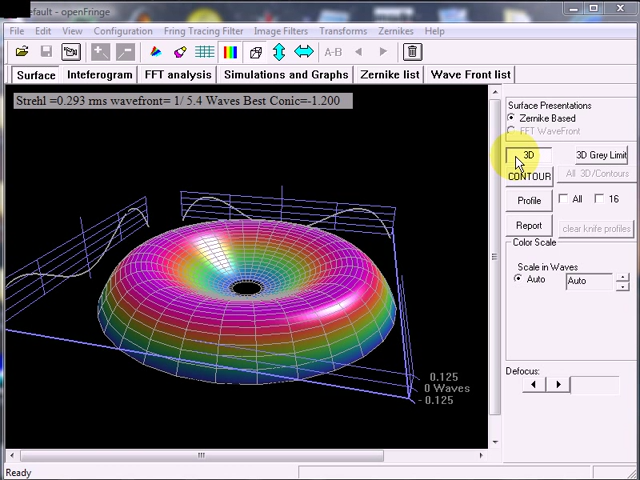 efault - openFringe
File Edit View Configuration Fring Tracing Filter Image Filters Transforms Zernikes Help
A-B
Surface Inteferogram FFT analysis Simulations and Graphs Zernike list Wave Front list
Strehl =0.293 rms wavefront= 1/ 5.4 Waves Best Conic=-1.200
Surface Presentations
Zernike Based
FFT WaveFront
3D 3D Grey Limit
CONTOUR All 3D/Contours
Profile All 16
Report clear knife profiles
Color Scale
Scale in Waves
Auto Auto
Defocus:
0.125
0 Waves
-0.125
Ready